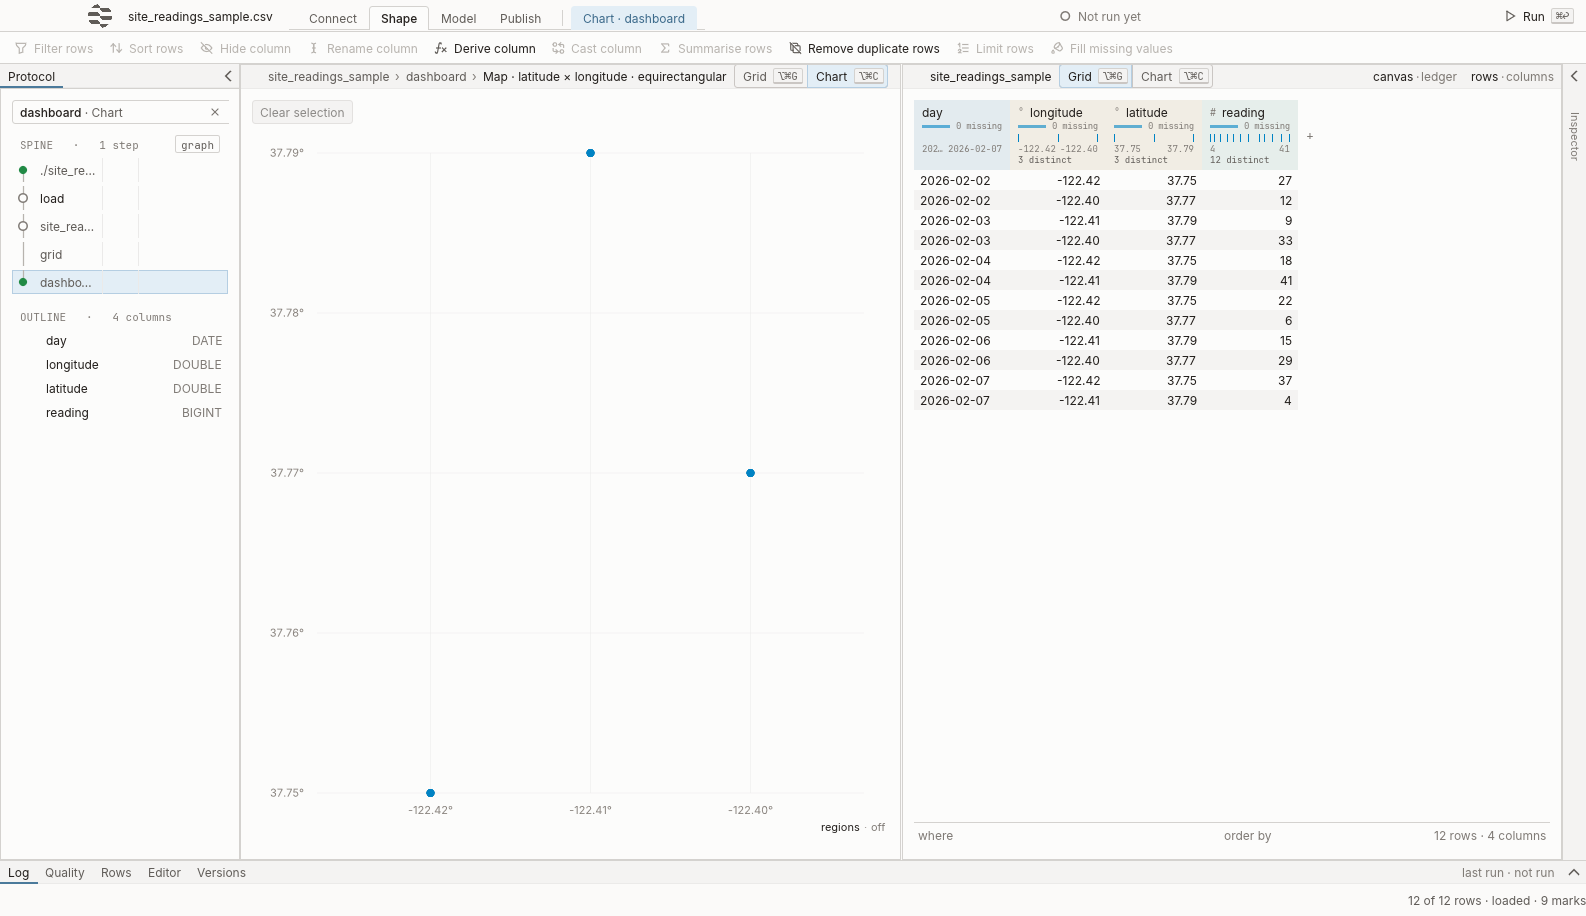 site_readings_sample.csv
Connect Shape Model Publish Chart · dashboard
Not run yet
Run
Filter rows Sort rows Hide column Rename column Derive column Cast column Summarise rows Remove duplicate rows Limit rows Fill missing values
Protocol
dashboard · Chart ×
SPINE · 1 step graph
./site_re...
load
site_rea...
grid
dashbo...
OUTLINE · 4 columns
day DATE
longitude DOUBLE
latitude DOUBLE
reading BIGINT
site_readings_sample › dashboard › Map · latitude × longitude · equirectangular Grid ⌥⌘G Chart ⌥⌘C
Clear selection
37.79°
37.78°
37.77°
37.76°
37.75°
-122.42° -122.41° -122.40°
regions · off
site_readings_sample Grid ⌥⌘G Chart ⌥⌘C canvas · ledger rows · columns
day ° longitude ° latitude # reading
0 missing 0 missing 0 missing 0 missing
202… 2026-02-07 -122.42 -122.40 37.75 37.79 4 41
3 distinct 3 distinct 12 distinct
+
2026-02-02 -122.42 37.75 27
2026-02-02 -122.40 37.77 12
2026-02-03 -122.41 37.79 9
2026-02-03 -122.40 37.77 33
2026-02-04 -122.42 37.75 18
2026-02-04 -122.41 37.79 41
2026-02-05 -122.42 37.75 22
2026-02-05 -122.40 37.77 6
2026-02-06 -122.41 37.79 15
2026-02-06 -122.40 37.77 29
2026-02-07 -122.42 37.75 37
2026-02-07 -122.41 37.79 4
where order by 12 rows · 4 columns
Inspector
Log Quality Rows Editor Versions last run · not run
12 of 12 rows · loaded · 9 marks